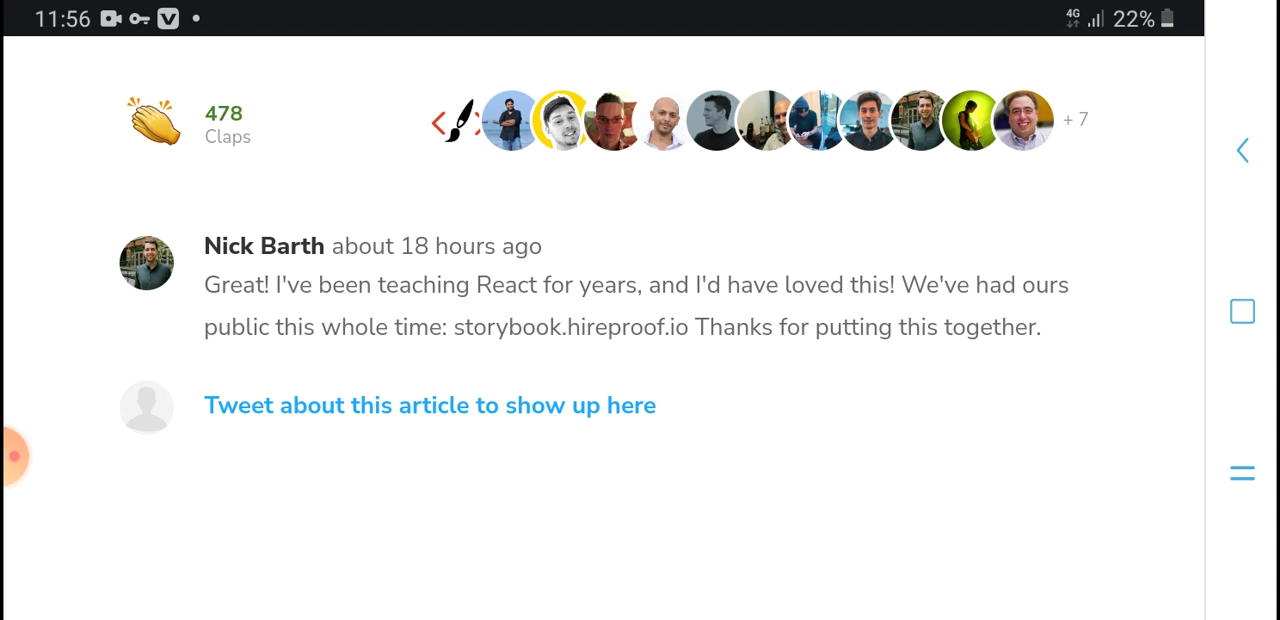 11:56 4G 22%
478
Claps
+ 7
Nick Barth about 18 hours ago
Great! I've been teaching React for years, and I'd have loved this! We've had ours
public this whole time: storybook.hireproof.io Thanks for putting this together.
Tweet about this article to show up here